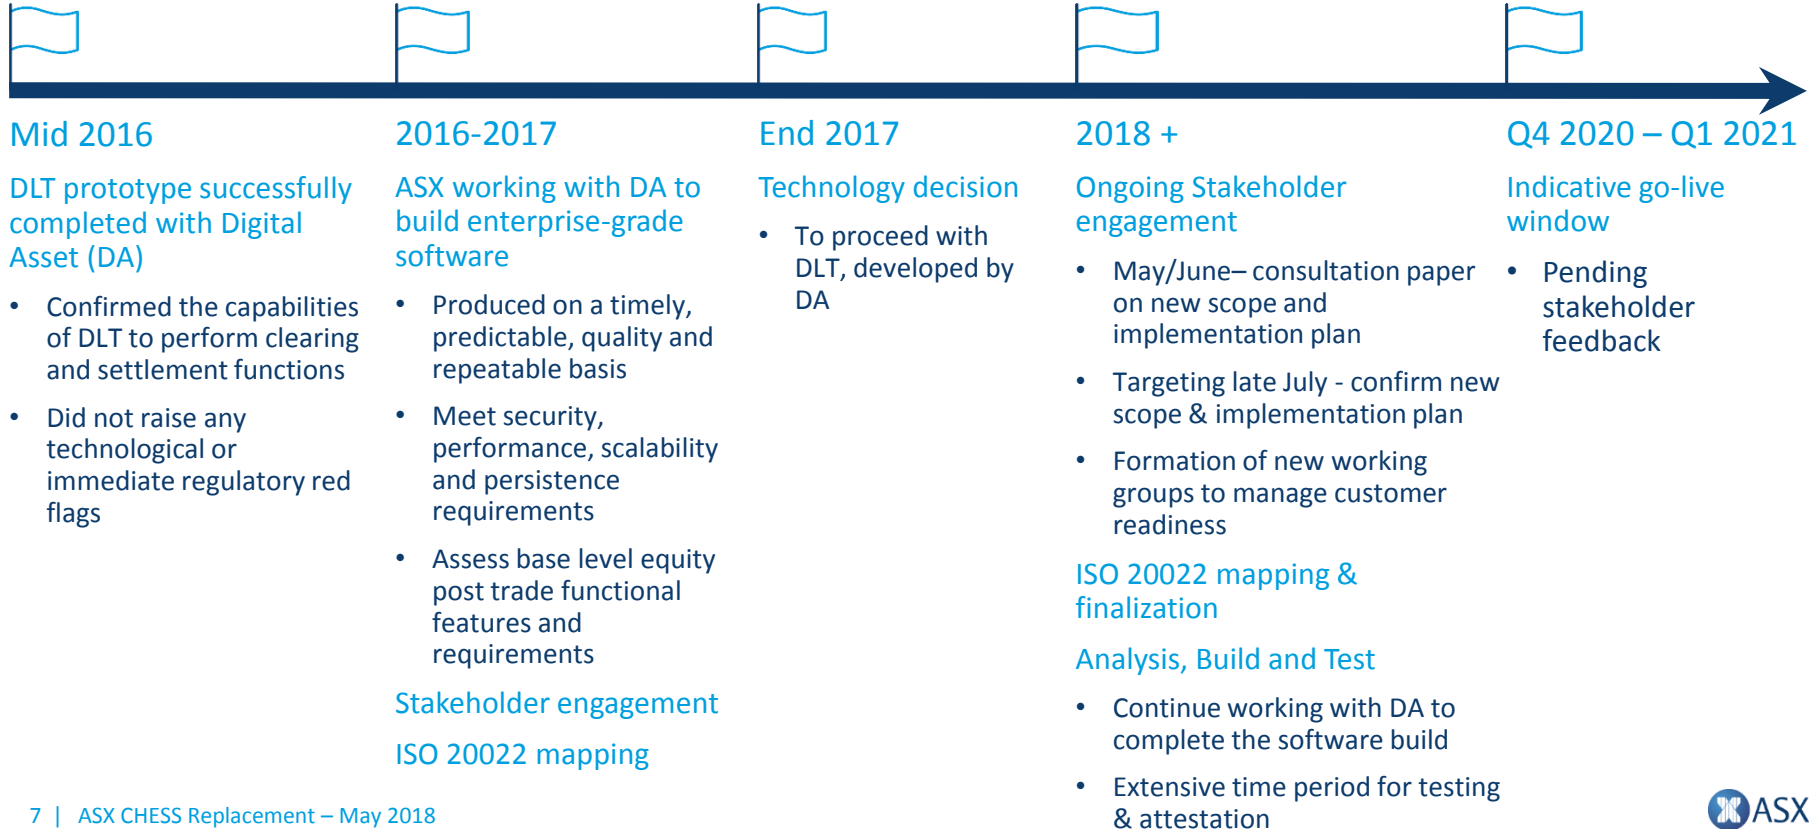 Mid 2016
DLT prototype successfully
completed with Digital
Asset (DA)
• Confirmed the capabilities
of DLT to perform clearing
and settlement functions
• Did not raise any
technological or
immediate regulatory red
flags
2016-2017
ASX working with DA to
build enterprise-grade
software
• Produced on a timely,
predictable, quality and
repeatable basis
• Meet security,
performance, scalability
and persistence
requirements
• Assess base level equity
post trade functional
features and
requirements
Stakeholder engagement
ISO 20022 mapping
End 2017
Technology decision
• To proceed with
DLT, developed by
DA
2018 +
Ongoing Stakeholder
engagement
• May/June– consultation paper
on new scope and
implementation plan
• Targeting late July - confirm new
scope & implementation plan
• Formation of new working
groups to manage customer
readiness
ISO 20022 mapping &
finalization
Analysis, Build and Test
• Continue working with DA to
complete the software build
• Extensive time period for testing
& attestation
Q4 2020 – Q1 2021
Indicative go-live
window
• Pending
stakeholder
feedback
7 | ASX CHESS Replacement – May 2018
ASX